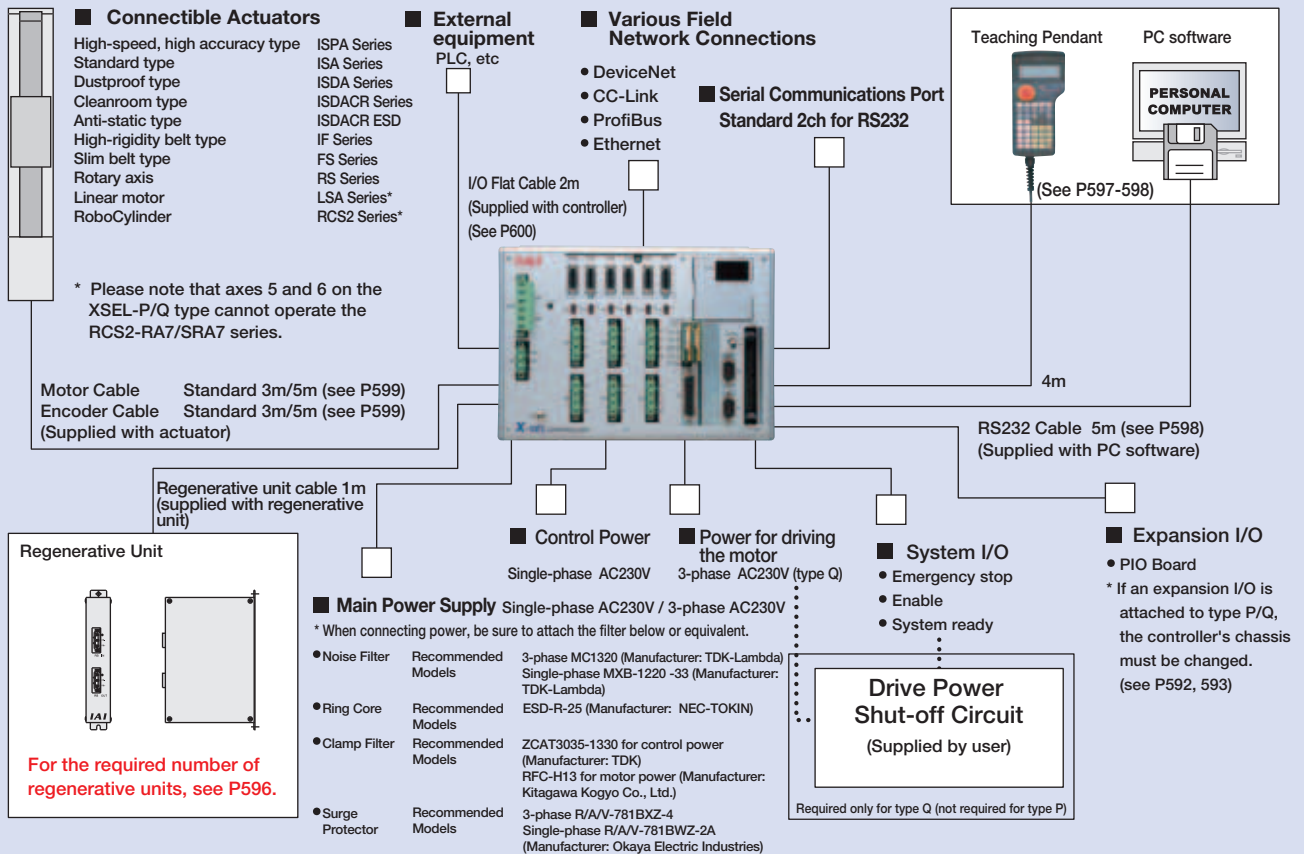 ■ Connectible Actuators
High-speed, high accuracy type ISPA Series
Standard type ISA Series
Dustproof type ISDA Series
Cleanroom type ISDACR Series
Anti-static type ISDACR ESD
High-rigidity belt type IF Series
Slim belt type FS Series
Rotary axis RS Series
Linear motor LSA Series*
RoboCylinder RCS2 Series*
* Please note that axes 5 and 6 on the
XSEL-P/Q type cannot operate the
RCS2-RA7/SRA7 series.
Motor Cable Standard 3m/5m (see P599)
Encoder Cable Standard 3m/5m (see P599)
(Supplied with actuator)
■ External
equipment
PLC, etc
I/O Flat Cable 2m
(Supplied with controller)
(See P600)
■ Various Field
Network Connections
• DeviceNet
• CC-Link
• ProfiBus
• Ethernet
■ Serial Communications Port
Standard 2ch for RS232
Teaching Pendant PC software
PERSONAL
COMPUTER
(See P597-598)
4m
RS232 Cable 5m (see P598)
(Supplied with PC software)
Regenerative unit cable 1m
(supplied with regenerative
unit)
Regenerative Unit
IAI
For the required number of
regenerative units, see P596.
■ Control Power
Single-phase AC230V
■ Power for driving
the motor
3-phase AC230V (type Q)
■ System I/O
• Emergency stop
• Enable
• System ready
■ Expansion I/O
• PIO Board
* If an expansion I/O is
attached to type P/Q,
the controller's chassis
must be changed.
(see P592, 593)
■ Main Power Supply Single-phase AC230V / 3-phase AC230V
* When connecting power, be sure to attach the filter below or equivalent.
• Noise Filter Recommended 3-phase MC1320 (Manufacturer: TDK-Lambda)
Models Single-phase MXB-1220 -33 (Manufacturer:
TDK-Lambda)
• Ring Core Recommended ESD-R-25 (Manufacturer: NEC-TOKIN)
Models
• Clamp Filter Recommended ZCAT3035-1330 for control power
Models (Manufacturer: TDK)
RFC-H13 for motor power (Manufacturer:
Kitagawa Kogyo Co., Ltd.)
• Surge Recommended 3-phase R/A/V-781BXZ-4
Protector Models Single-phase R/A/V-781BWZ-2A
(Manufacturer: Okaya Electric Industries)
Drive Power
Shut-off Circuit
(Supplied by user)
Required only for type Q (not required for type P)